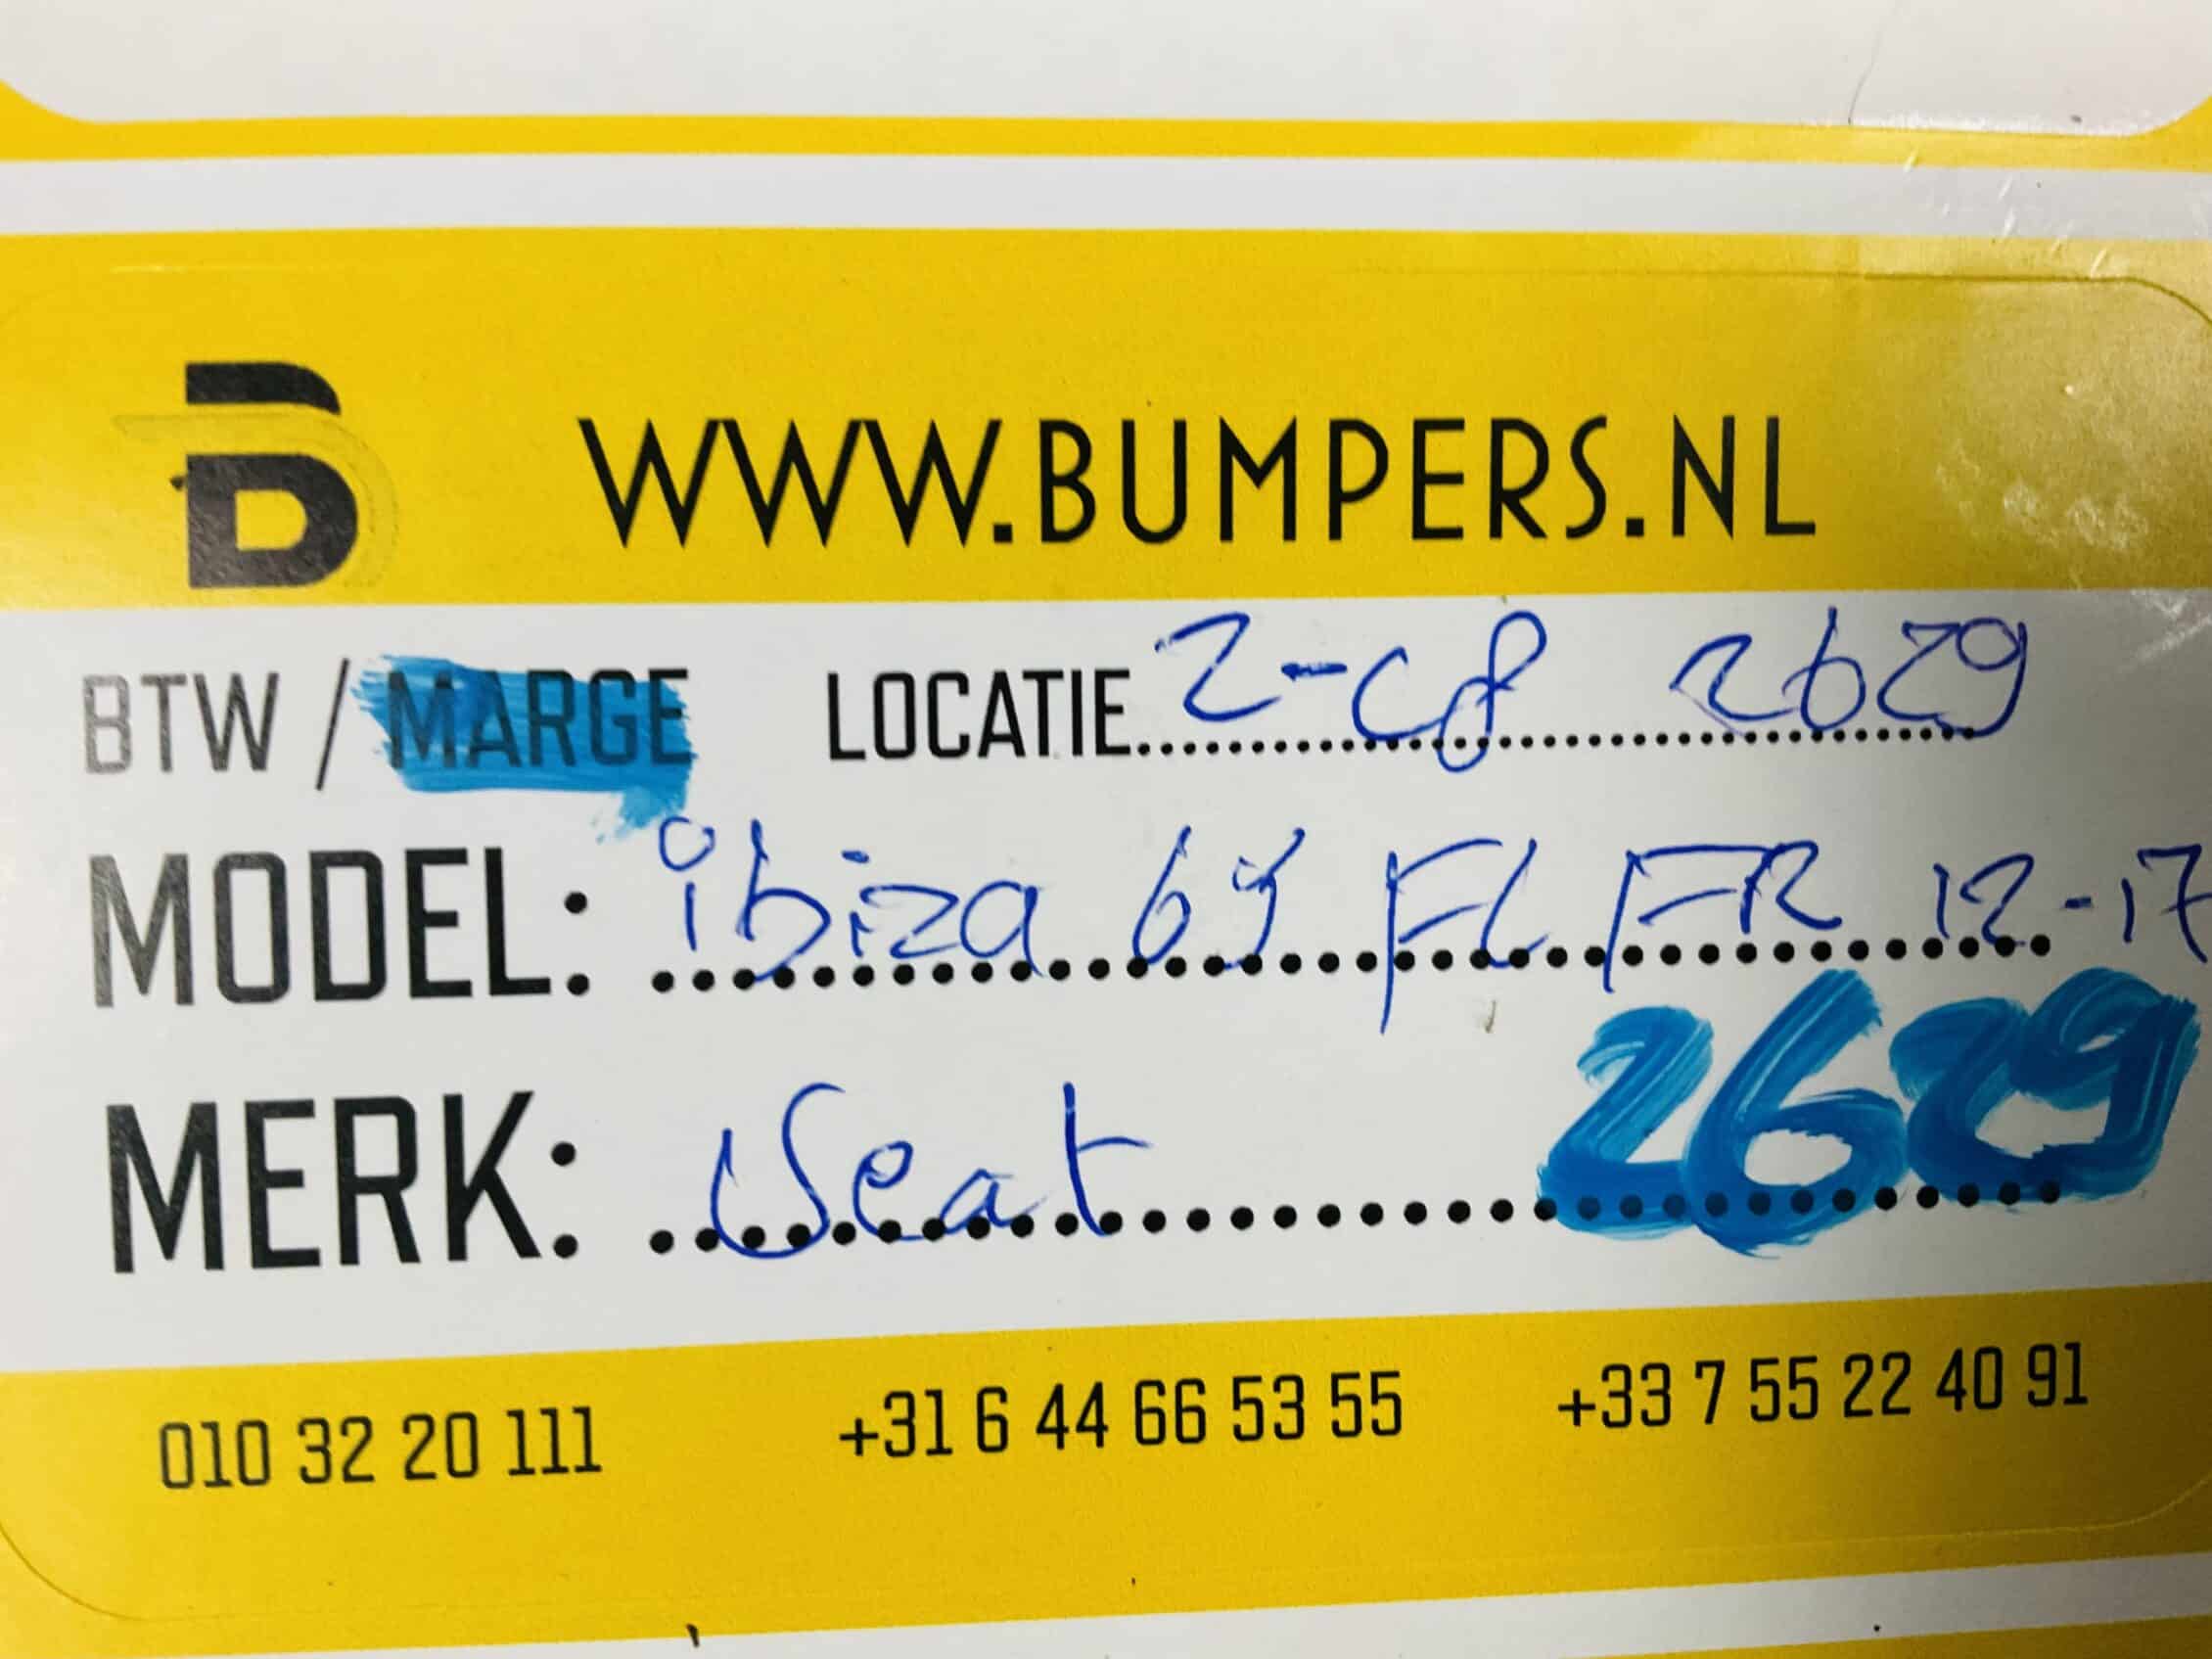 B WWW.BUMPERS.NL
BTW / MARGE LOCATIE 2-c8 2629
MODEL: ibiza 6J FL FR 12-17
MERK: Seat 2629
010 32 20 111 +31 6 44 66 53 55 +33 7 55 22 40 91